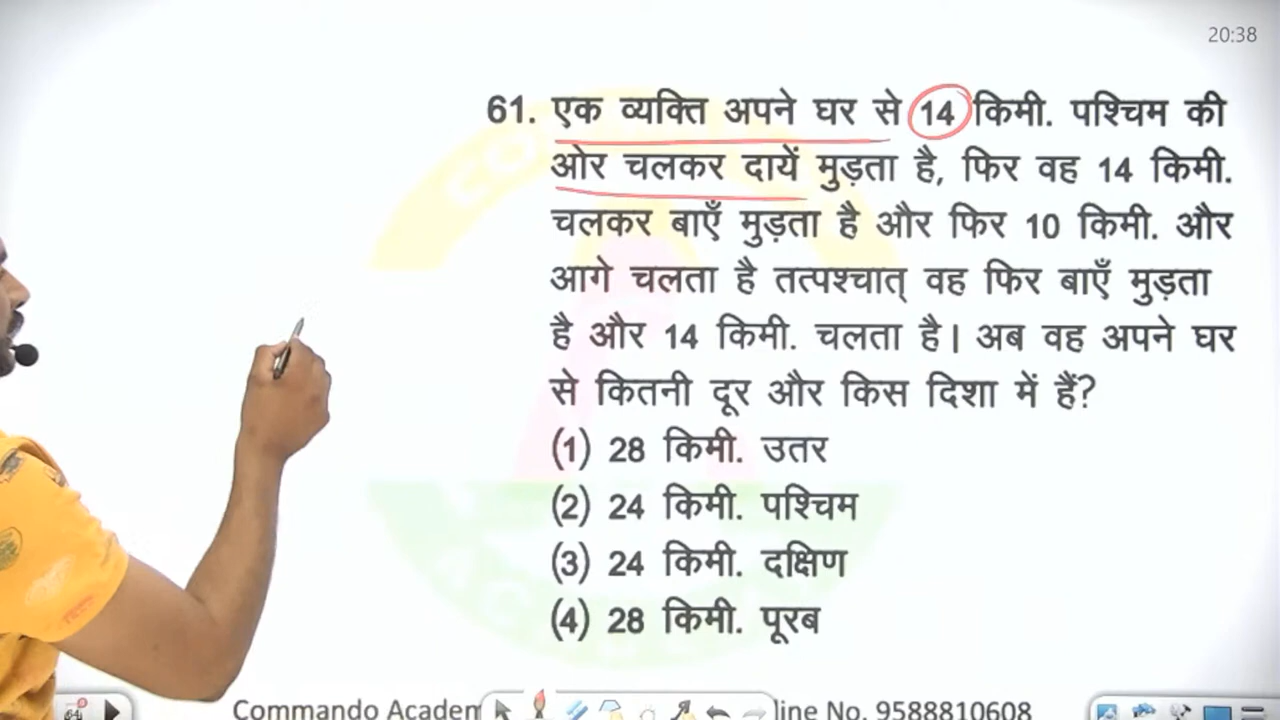 20:38
61. एक व्यक्ति अपने घर से 14 किमी. पश्चिम की
ओर चलकर दायें मुड़ता है, फिर वह 14 किमी.
चलकर बाएँ मुड़ता है और फिर 10 किमी. और
आगे चलता है तत्पश्चात् वह फिर बाएँ मुड़ता
है और 14 किमी. चलता है। अब वह अपने घर
से कितनी दूर और किस दिशा में हैं?
(1) 28 किमी. उतर
(2) 24 किमी. पश्चिम
(3) 24 किमी. दक्षिण
(4) 28 किमी. पूरब
64
Commando Academ line No. 9588810608